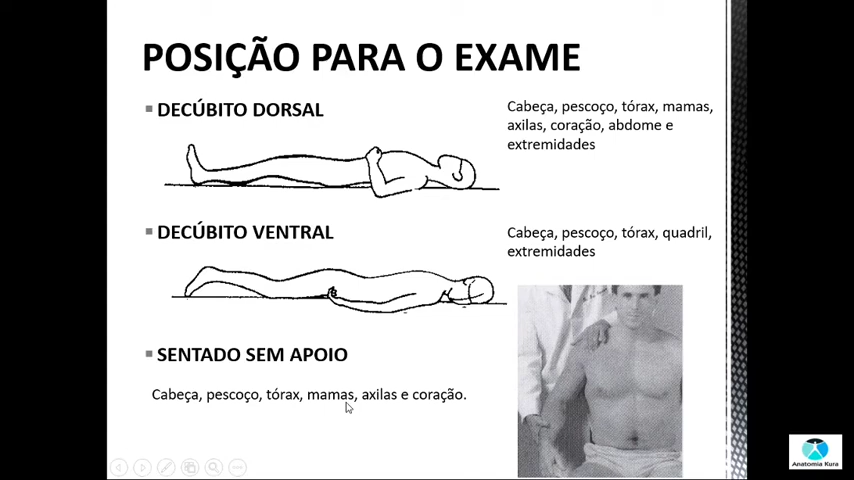 POSIÇÃO PARA O EXAME
DECÚBITO DORSAL
Cabeça, pescoço, tórax, mamas,
axilas, coração, abdome e
extremidades
DECÚBITO VENTRAL
Cabeça, pescoço, tórax, quadril,
extremidades
SENTADO SEM APOIO
Cabeça, pescoço, tórax, mamas, axilas e coração.
Anatomia Kura